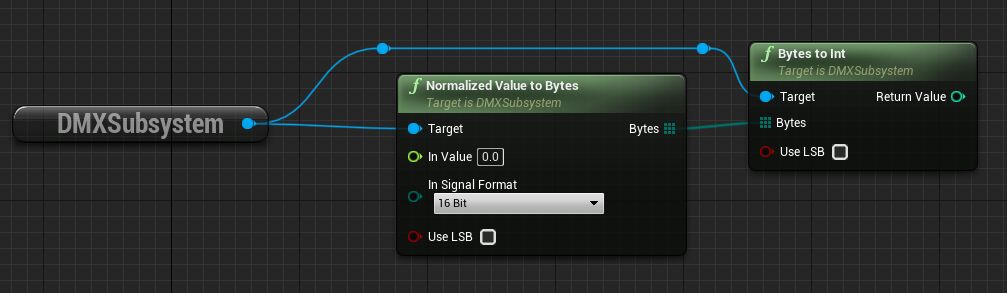 DMXSubsystem
f Normalized Value to Bytes
Target is DMXSubsystem
Target
Bytes
In Value 0.0
In Signal Format
16 Bit
Use LSB
f Bytes to Int
Target is DMXSubsystem
Target
Return Value
Bytes
Use LSB